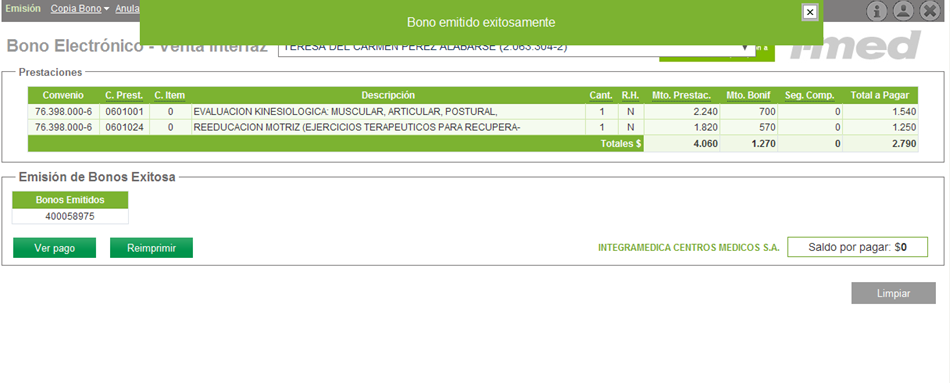 Emisión Copia Bono Anula
Bono emitido exitosamente
Bono Electrónico - Venta Interfaz TERESA DEL CARMEN PEREZ ALABARSE (2.063.304-2)
i-med
Prestaciones
Convenio C. Prest. C. Item Descripción Cant. R.H. Mto. Prestac. Mto. Bonif Seg. Comp. Total a Pagar
76.398.000-6 0601001 0 EVALUACION KINESIOLOGICA: MUSCULAR, ARTICULAR, POSTURAL, 1 N 2.240 700 0 1.540
76.398.000-6 0601024 0 REEDUCACION MOTRIZ (EJERCICIOS TERAPEUTICOS PARA RECUPERA- 1 N 1.820 570 0 1.250
Totales $ 4.060 1.270 0 2.790
Emisión de Bonos Exitosa
Bonos Emitidos
400058975
Ver pago Reimprimir INTEGRAMEDICA CENTROS MEDICOS S.A. Saldo por pagar: $0
Limpiar